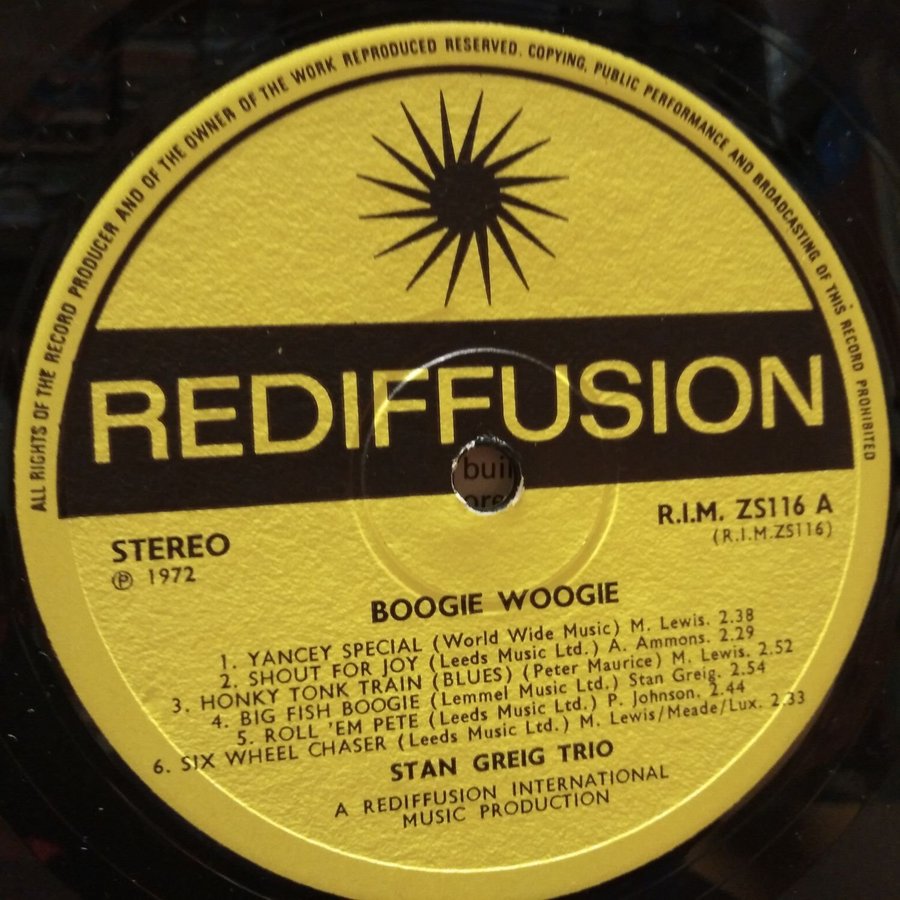 ALL RIGHTS OF THE RECORD PRODUCER AND OF THE OWNER OF THE WORK REPRODUCED RESERVED. COPYING, PUBLIC PERFORMANCE AND BROADCASTING OF THIS RECORD PROHIBITED
REDIFFUSION
bui
ore
STEREO
℗ 1972
R.I.M. ZS116 A
(R.I.M.ZS116)
BOOGIE WOOGIE
1. YANCEY SPECIAL (World Wide Music) M. Lewis. 2.38
2. SHOUT FOR JOY (Leeds Music Ltd.) A. Ammons. 2.29
3. HONKY TONK TRAIN (BLUES) (Peter Maurice) M. Lewis. 2.52
4. BIG FISH BOOGIE (Lemmel Music Ltd.) Stan Greig. 2.54
5. ROLL 'EM PETE (Leeds Music Ltd.) P. Johnson. 2.44
6. SIX WHEEL CHASER (Leeds Music Ltd.) M. Lewis/Meade/Lux. 2.33
STAN GREIG TRIO
A REDIFFUSION INTERNATIONAL
MUSIC PRODUCTION